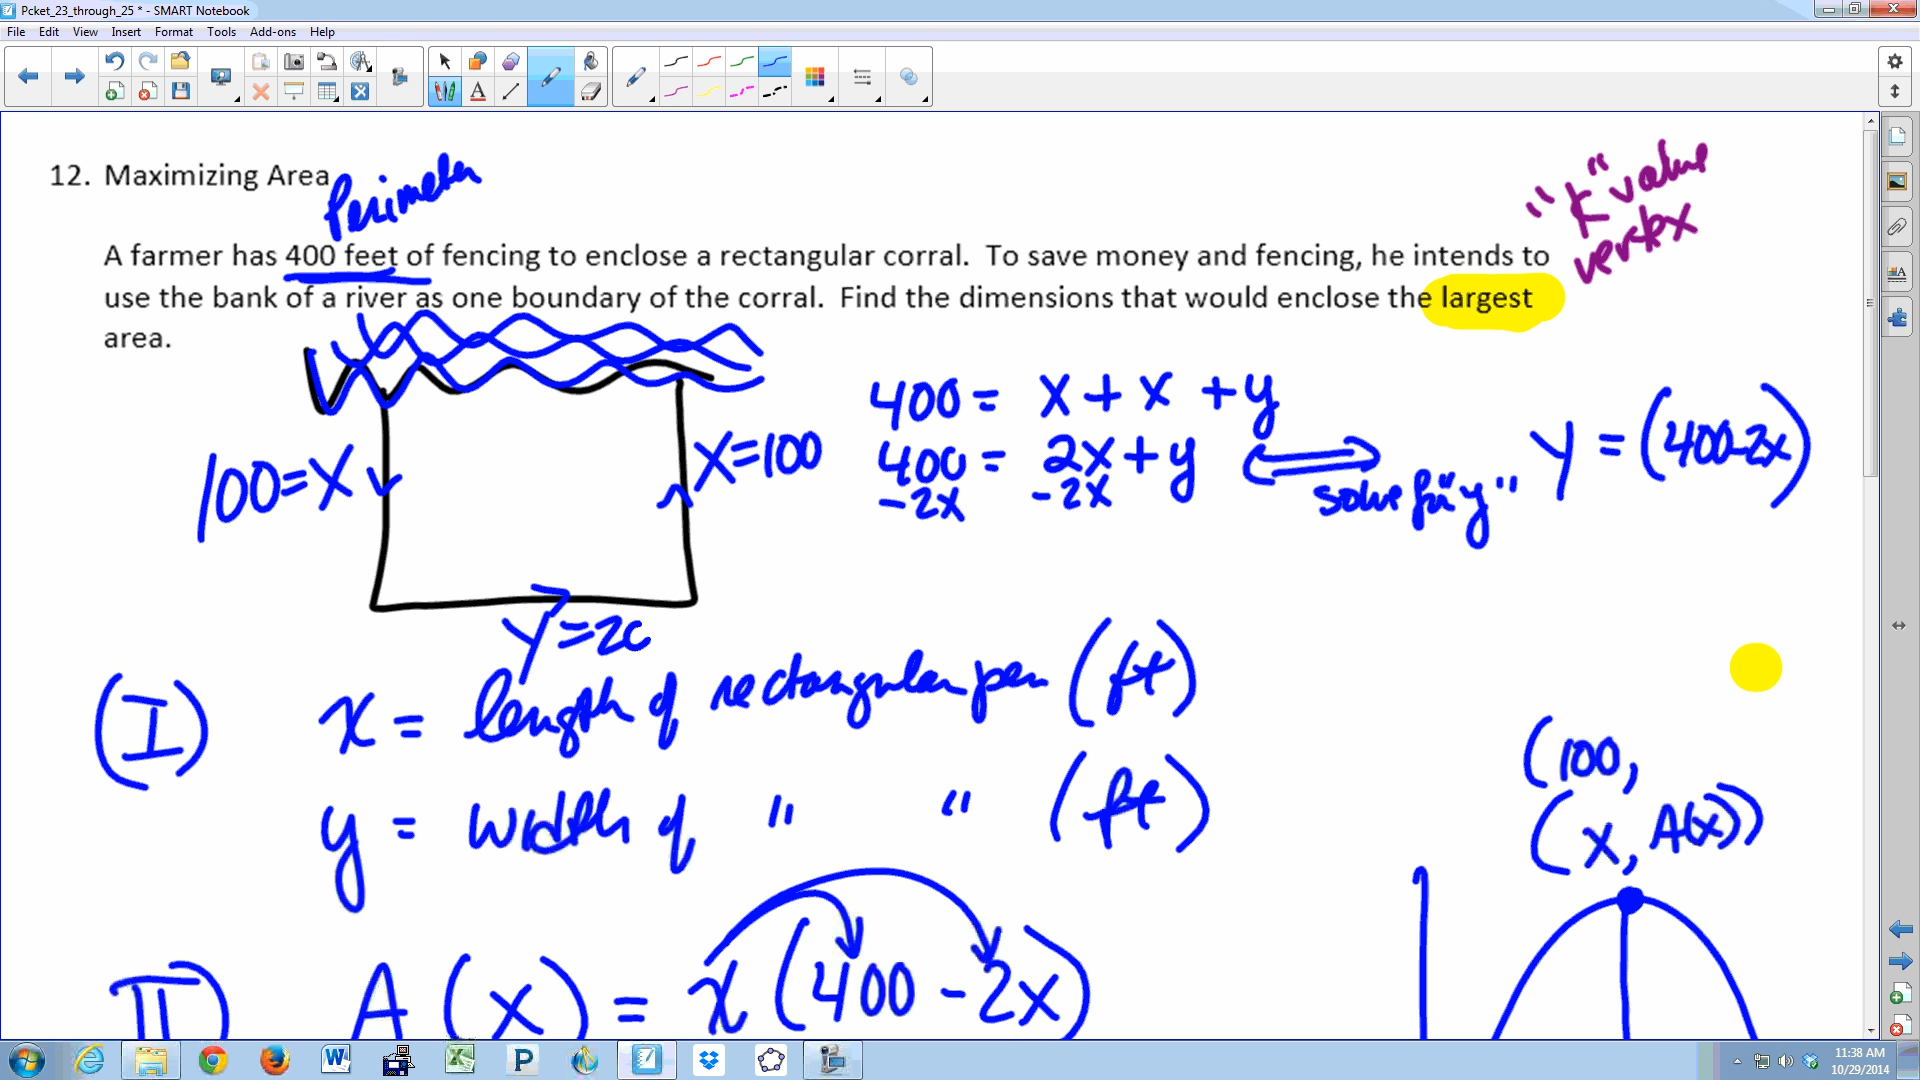 Pcket_23_through_25 * - SMART Notebook
File Edit View Insert Format Tools Add-ons Help
12. Maximizing Area
Perimeter
"K" value
vertex
A farmer has 400 feet of fencing to enclose a rectangular corral. To save money and fencing, he intends to
use the bank of a river as one boundary of the corral. Find the dimensions that would enclose the largest
area.
400 = x + x + y
100=X
X=100
400 = 2x + y
-2x -2x
solve for "y"
Y = (400-2x)
Y=20
(I) x = length of rectangular pen (ft)
y = width of " " (ft)
(100,
(x, A(x))
II) A(x) = x(400 - 2x)
11:38 AM
10/29/2014